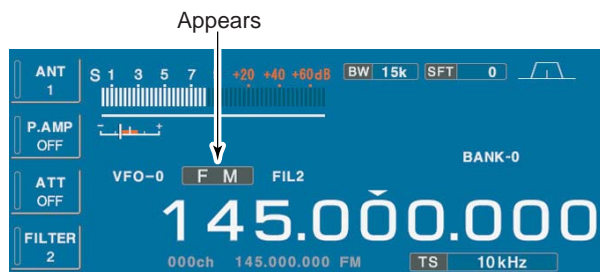 Appears
ANT
1
S 1 3 5 7 +20 +40 +60dB
BW 15k SFT 0
P.AMP
OFF
- +
BANK-0
ATT
OFF
VFO-0 F M FIL2
145.000.000
FILTER
2
000ch 145.000.000 FM TS 10kHz